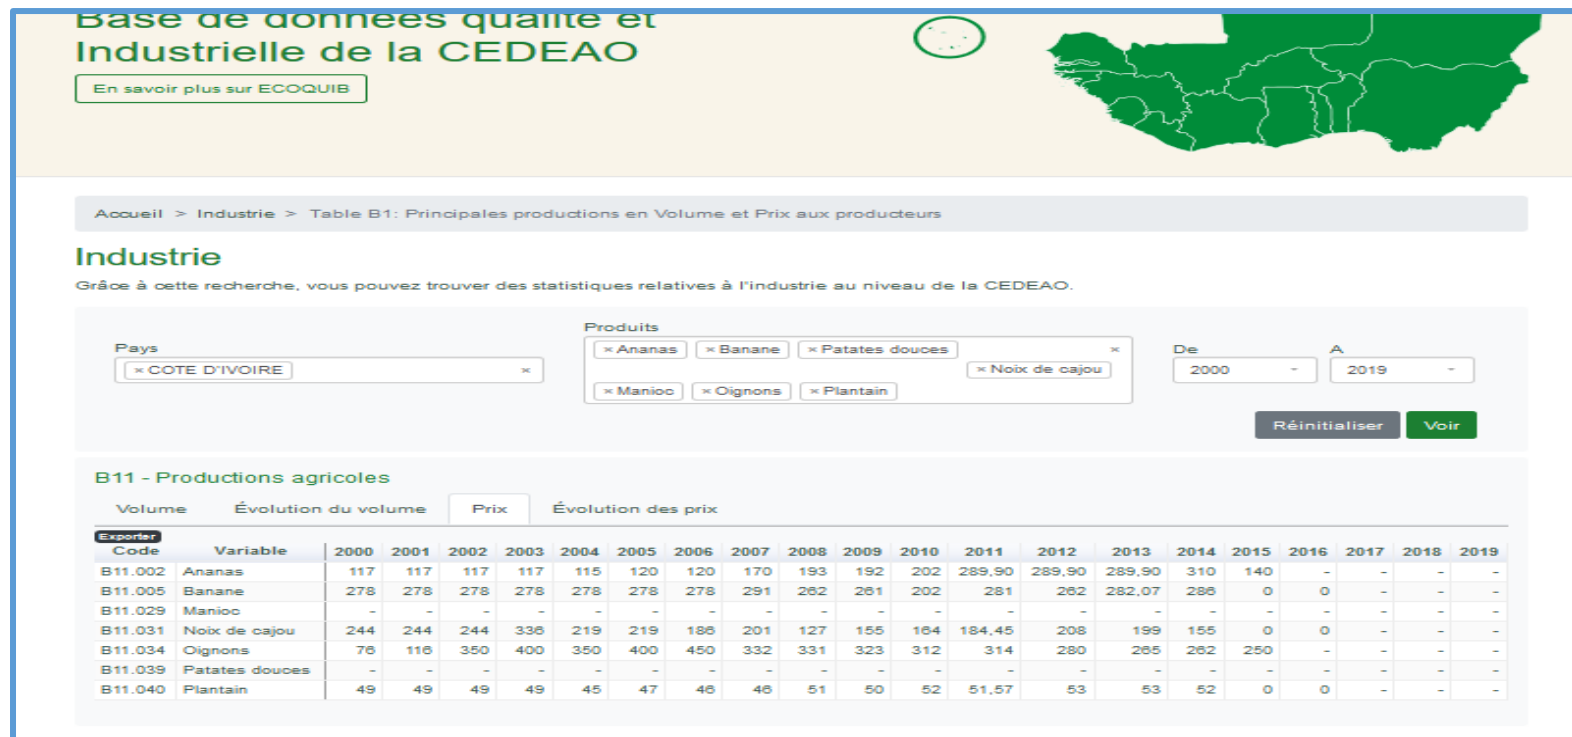 Base de données qualité et
Industrielle de la CEDEAO
En savoir plus sur ECOQUIB
Accueil > Industrie > Table B1: Principales productions en Volume et Prix aux producteurs
Industrie
Grâce à cette recherche, vous pouvez trouver des statistiques relatives à l'industrie au niveau de la CEDEAO.
Pays
× COTE D'IVOIRE ×
Produits
× Ananas × Banane × Patates douces ×
× Noix de cajou
× Manioc × Oignons × Plantain
De A
2000 2019
Réinitialiser Voir
B11 - Productions agricoles
Volume Évolution du volume Prix Évolution des prix
Exporter
Code Variable 2000 2001 2002 2003 2004 2005 2006 2007 2008 2009 2010 2011 2012 2013 2014 2015 2016 2017 2018 2019
B11.002 Ananas 117 117 117 117 115 120 120 170 193 192 202 289,90 289,90 289,90 310 140 - - - -
B11.005 Banane 278 278 278 278 278 278 278 291 262 261 202 281 262 282,07 286 0 0 - - -
B11.029 Manioc - - - - - - - - - - - - - - - - - - - -
B11.031 Noix de cajou 244 244 244 336 219 219 186 201 127 155 164 184,45 208 199 155 0 0 - - -
B11.034 Oignons 76 116 350 400 350 400 450 332 331 323 312 314 280 265 262 250 - - - -
B11.039 Patates douces - - - - - - - - - - - - - - - - - - - -
B11.040 Plantain 49 49 49 49 45 47 46 46 51 50 52 51,57 53 53 52 0 0 - - -